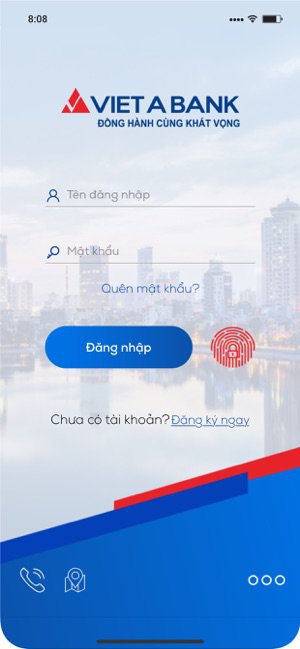 8:08
VIET A BANK
ĐỒNG HÀNH CÙNG KHÁT VỌNG
Tên đăng nhập
Mật khẩu
Quên mật khẩu?
Đăng nhập
Chưa có tài khoản? Đăng ký ngay